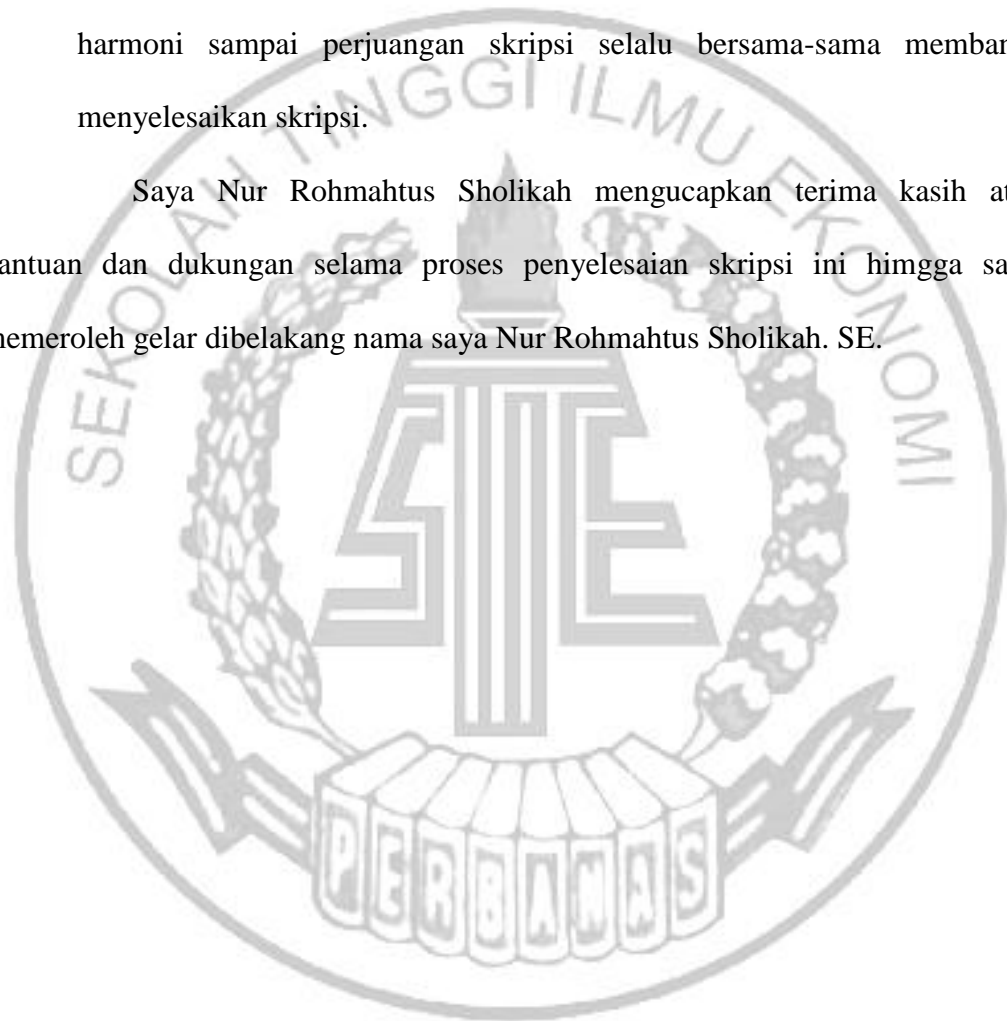 harmoni sampai perjuangan skripsi selalu bersama-sama memban
menyelesaikan skripsi.
Saya Nur Rohmahtus Sholikah mengucapkan terima kasih at
antuan dan dukungan selama proses penyelesaian skripsi ini himgga sa
nemeroleh gelar dibelakang nama saya Nur Rohmahtus Sholikah. SE.
SEKOLAH TINGGI ILMU EKONOMI
STIE
PERBANAS